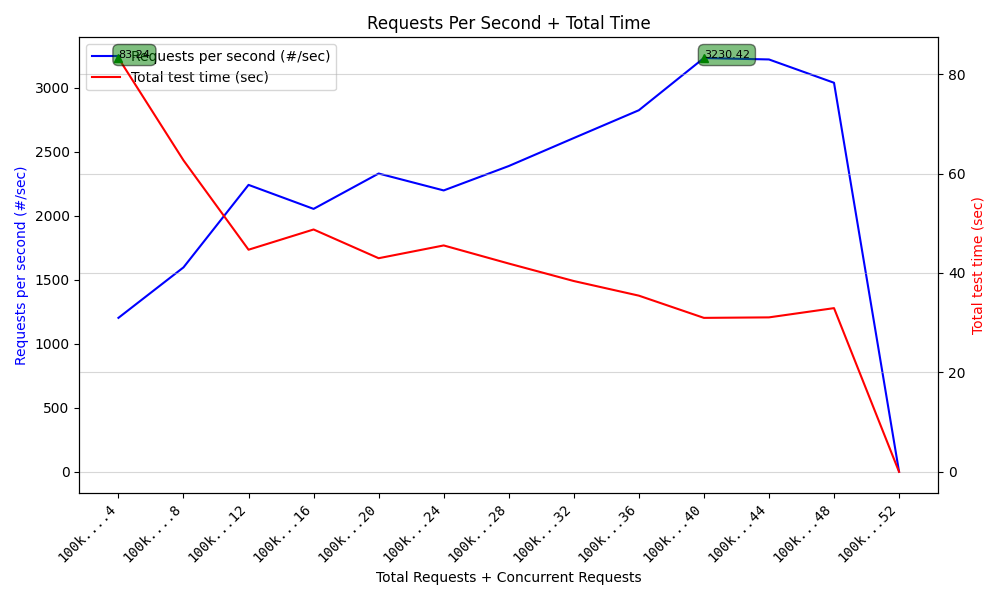 Requests Per Second + Total Time
83.24
Requests per second (#/sec)
Total test time (sec)
3230.42
Requests per second (#/sec)
3000
2500
2000
1500
1000
500
0
80
60
40
20
0
Total test time (sec)
100k....4
100k....8
100k...12
100k...16
100k...20
100k...24
100k...28
100k...32
100k...36
100k...40
100k...44
100k...48
100k...52
Total Requests + Concurrent Requests